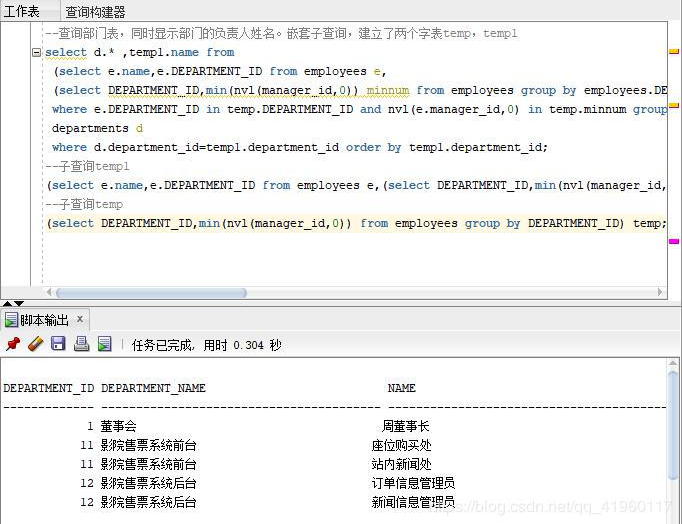 工作表 查询构建器
--查询部门表，同时显示部门的负责人姓名。嵌套子查询，建立了两个字表temp，temp1
select d.* ,temp1.name from
(select e.name,e.DEPARTMENT_ID from employees e,
(select DEPARTMENT_ID,min(nvl(manager_id,0)) minnum from employees group by employees.DE
where e.DEPARTMENT_ID in temp.DEPARTMENT_ID and nvl(e.manager_id,0) in temp.minnum group
departments d
where d.department_id=temp1.department_id order by temp1.department_id;
--子查询temp1
(select e.name,e.DEPARTMENT_ID from employees e,(select DEPARTMENT_ID,min(nvl(manager_id,
--子查询temp
(select DEPARTMENT_ID,min(nvl(manager_id,0)) from employees group by DEPARTMENT_ID) temp;
脚本输出 x
任务已完成, 用时 0.304 秒
DEPARTMENT_ID DEPARTMENT_NAME NAME
1 董事会 周董事长
11 影院售票系统前台 座位购买处
11 影院售票系统前台 站内新闻处
12 影院售票系统后台 订单信息管理员
12 影院售票系统后台 新闻信息管理员
https://blog.csdn.net/qq_41960117